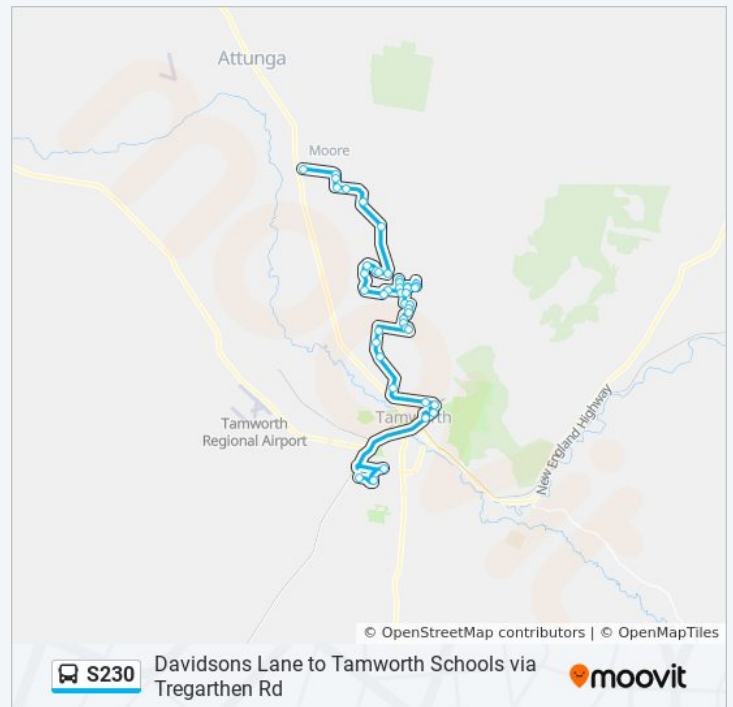 Attunga
Moore
Tamworth
Tamworth
Regional Airport
New England Highway
© OpenStreetMap contributors | © OpenMapTiles
S230
Davidsons Lane to Tamworth Schools via
Tregarthen Rd
moovit